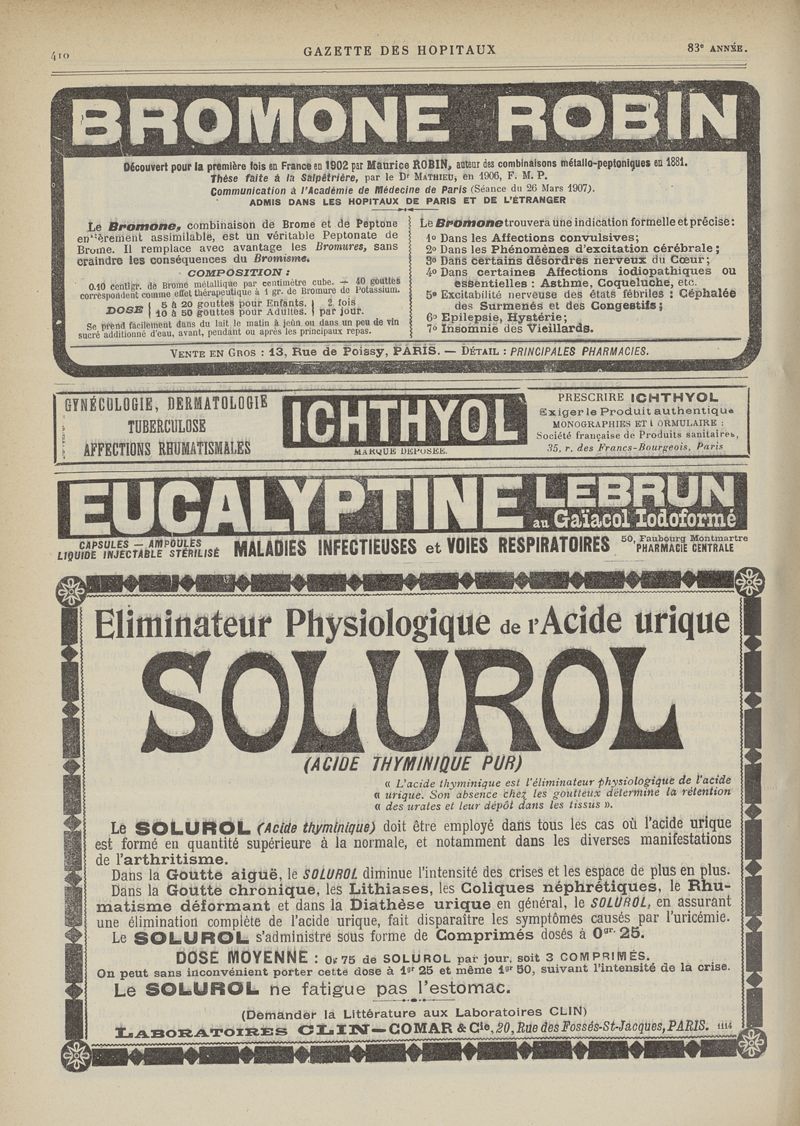 410
GAZETTE DES HOPITAUX
83e ANNÉE.
BROMONE ROBIN
Découvert pour la première fois en France en 1902 par Maurice ROBIN, auteur des combinaisons métallo-peptoniques en 1881.
Thèse faite à la Salpêtrière, par le Dr MATHIEU, en 1906, F. M. P.
Communication à l'Académie de Médecine de Paris (Séance du 26 Mars 1907).
ADMIS DANS LES HOPITAUX DE PARIS ET DE L'ÉTRANGER
Le Bromone, combinaison de Brome et de Peptone
entièrement assimilable, est un véritable Peptonate de
Brome. Il remplace avec avantage les Bromures, sans
craindre les conséquences du Bromisme.
COMPOSITION :
0.10 centigr. de Brome métallique par centimètre cube. — 40 gouttes
correspondent comme effet thérapeutique à 1 gr. de Bromure de Potassium.
DOSE { 5 à 20 gouttes pour Enfants. } 2 fois
10 à 50 gouttes pour Adultes. } par jour.
Se prend facilement dans du lait le matin à jeûn ou dans un peu de vin
sucré additionné d'eau, avant, pendant ou après les principaux repas.
Le Bromone trouvera une indication formelle et précise :
1o Dans les Affections convulsives;
2o Dans les Phénomènes d'excitation cérébrale;
3o Dans certains désordres nerveux du Cœur;
4o Dans certaines Affections idiopathiques ou
essentielles : Asthme, Coqueluche, etc.
5o Excitabilité nerveuse des états fébriles : Céphalée
des Surmenés et des Congestifs;
6o Epilepsie, Hystérie;
7o Insomnie des Vieillards.
VENTE EN GROS : 13, Rue de Poissy, PARIS. — DÉTAIL : PRINCIPALES PHARMACIES.
GYNÉCOLOGIE, DERMATOLOGIE
TUBERCULOSE
AFFECTIONS RHUMATISMALES
ICHTHYOL
MARQUE DÉPOSÉE.
PRESCRIRE ICHTHYOL
Exiger le Produit authentique
MONOGRAPHIES ET FORMULAIRE :
Société française de Produits sanitaires,
35, r. des Francs-Bourgeois, Paris
EUCALYPTINE LEBRUN
au Gaïacol Iodoformé
CAPSULES — AMPOULES
LIQUIDE INJECTABLE STÉRILISÉ
MALADIES INFECTIEUSES et VOIES RESPIRATOIRES
50, Faubourg Montmartre
PHARMACIE CENTRALE
Eliminateur Physiologique de l'Acide urique
SOLUROL
(ACIDE THYMINIQUE PUR)
« L'acide thyminique est l'éliminateur physiologique de l'acide
« urique. Son absence chez les goutteux détermine la rétention
« des urates et leur dépôt dans les tissus ».
Le SOLUROL (Acide thyminique) doit être employé dans tous les cas où l'acide urique
est formé en quantité supérieure à la normale, et notamment dans les diverses manifestations
de l'arthritisme.
Dans la Goutte aiguë, le SOLUROL diminue l'intensité des crises et les espace de plus en plus.
Dans la Goutte chronique, les Lithiases, les Coliques néphrétiques, le Rhu-
matisme déformant et dans la Diathèse urique en général, le SOLUROL, en assurant
une élimination complète de l'acide urique, fait disparaître les symptômes causés par l'uricémie.
Le SOLUROL s'administre sous forme de Comprimés dosés à 0gr. 25.
DOSE MOYENNE : 0gr 75 de SOLUROL par jour, soit 3 COMPRIMÉS.
On peut sans inconvénient porter cette dose à 1gr 25 et même 1gr 50, suivant l'intensité de la crise.
Le SOLUROL ne fatigue pas l'estomac.
(Demander la Littérature aux Laboratoires CLIN)
LABORATOIRES CLIN — COMAR & Cie, 20, Rue des Fossés-St-Jacques, PARIS. 1114